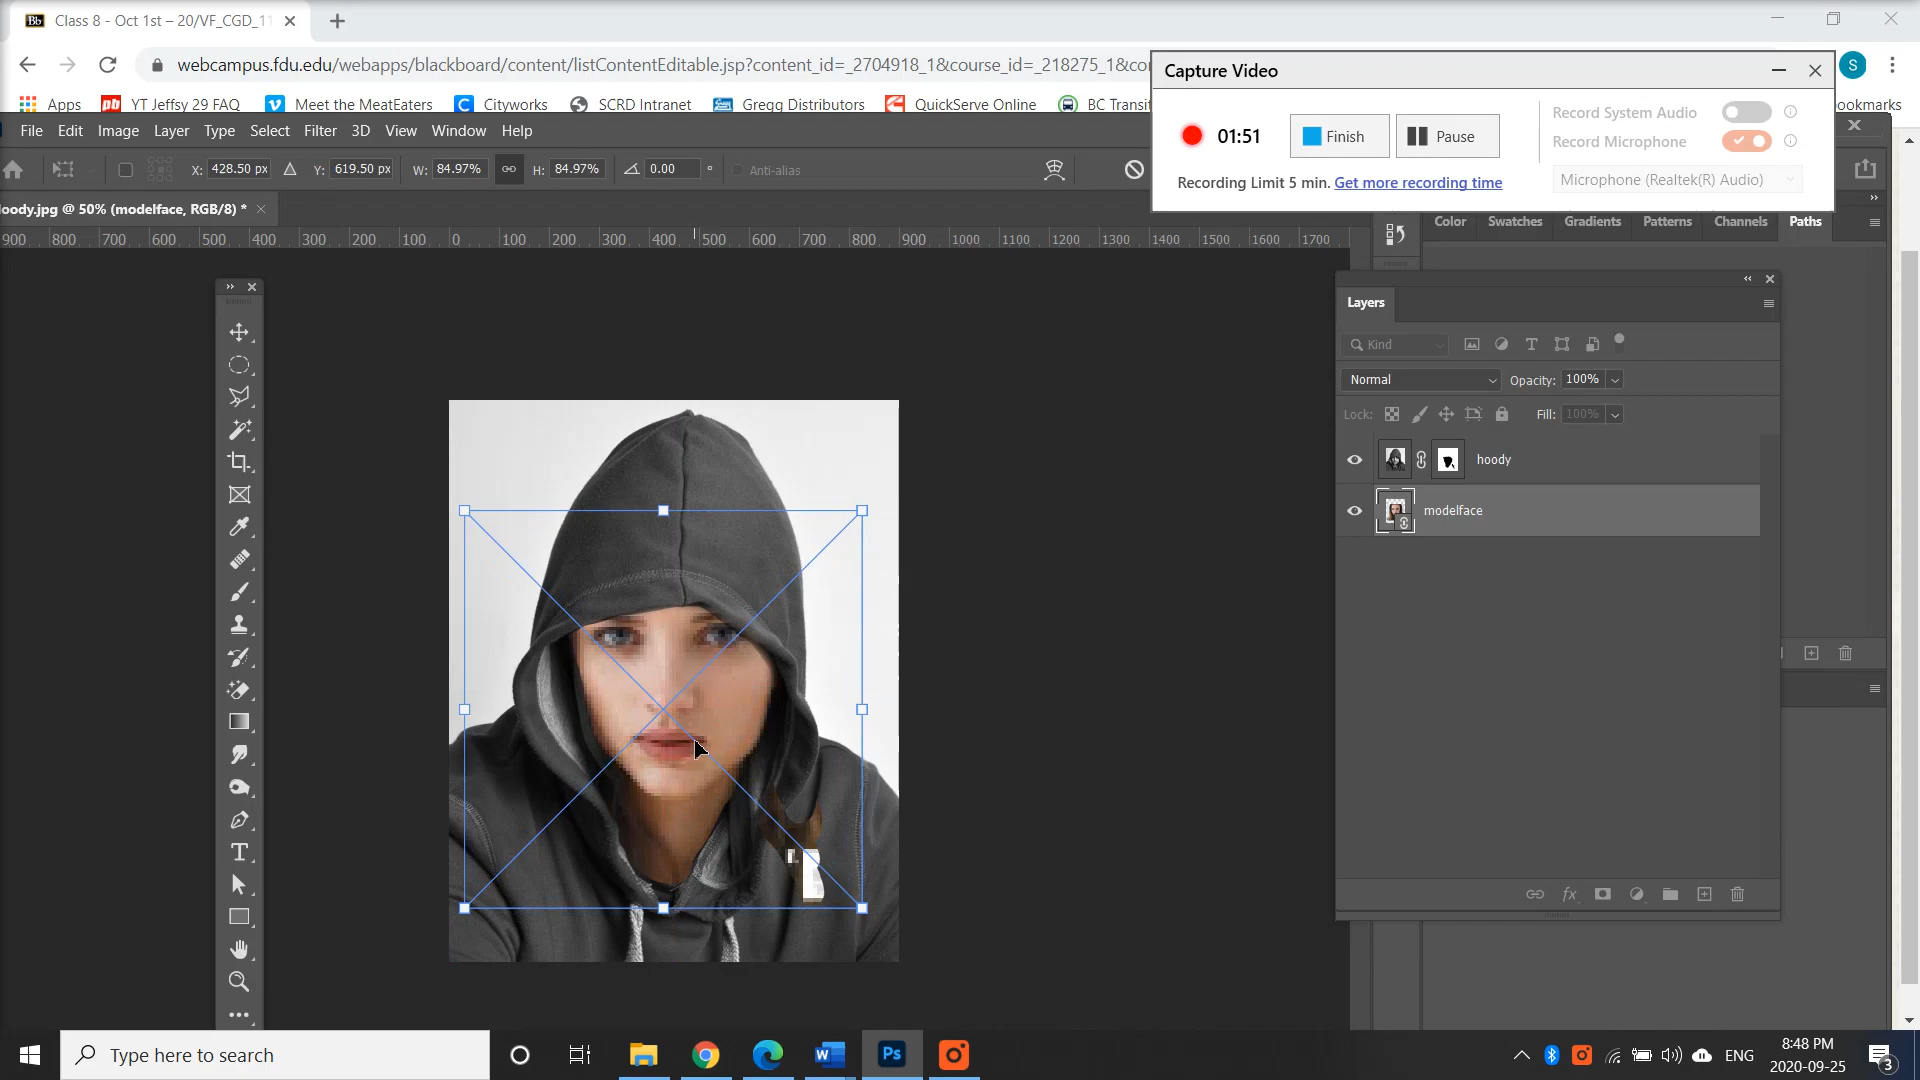 Class 8 - Oct 1st – 20/VF_CGD_11
webcampus.fdu.edu/webapps/blackboard/content/listContentEditable.jsp?content_id=_2704918_1&course_id=_218275_1&co
Apps YT Jeffsy 29 FAQ Meet the MeatEaters Cityworks SCRD Intranet Gregg Distributors QuickServe Online BC Transit ookmarks
Capture Video
01:51 Finish Pause
Record System Audio
Record Microphone
Recording Limit 5 min. Get more recording time
Microphone (Realtek(R) Audio)
S
File Edit Image Layer Type Select Filter 3D View Window Help
X: 428.50 px Y: 619.50 px W: 84.97% H: 84.97% 0.00 ° Anti-alias
oody.jpg @ 50% (modelface, RGB/8) *
900 800 700 600 500 400 300 200 100 0 100 200 300 400 500 600 700 800 900 1000 1100 1200 1300 1400 1500 1600 1700
Color Swatches Gradients Patterns Channels Paths
Layers
Kind
Normal Opacity: 100%
Lock: Fill: 100%
hoody
modelface
Type here to search
ENG
8:48 PM
2020-09-25
3